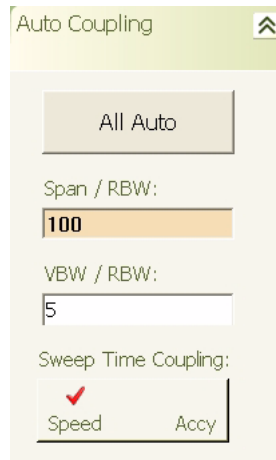 Auto Coupling
All Auto
Span / RBW:
100
VBW / RBW:
5
Sweep Time Coupling:
Speed Accy